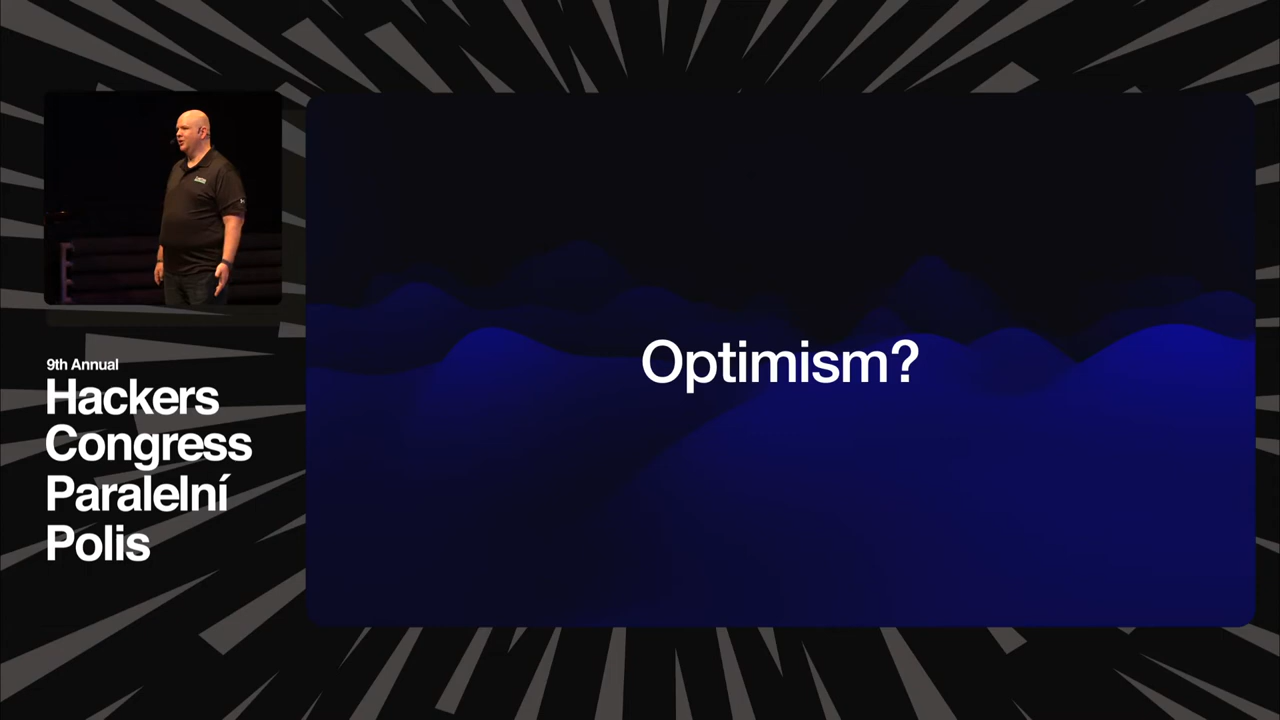 9th Annual
Hackers
Congress
Paralelní
Polis
Optimism?